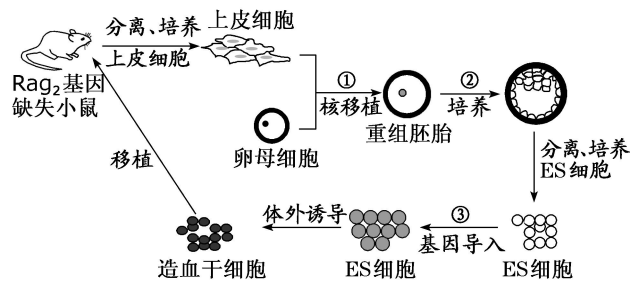 分离、培养
上皮细胞
上皮细胞
Rag₂基因
缺失小鼠
①
核移植
②
培养
重组胚胎
卵母细胞
移植
分离、培养
ES细胞
体外诱导
③
基因导入
造血干细胞
ES细胞
ES细胞